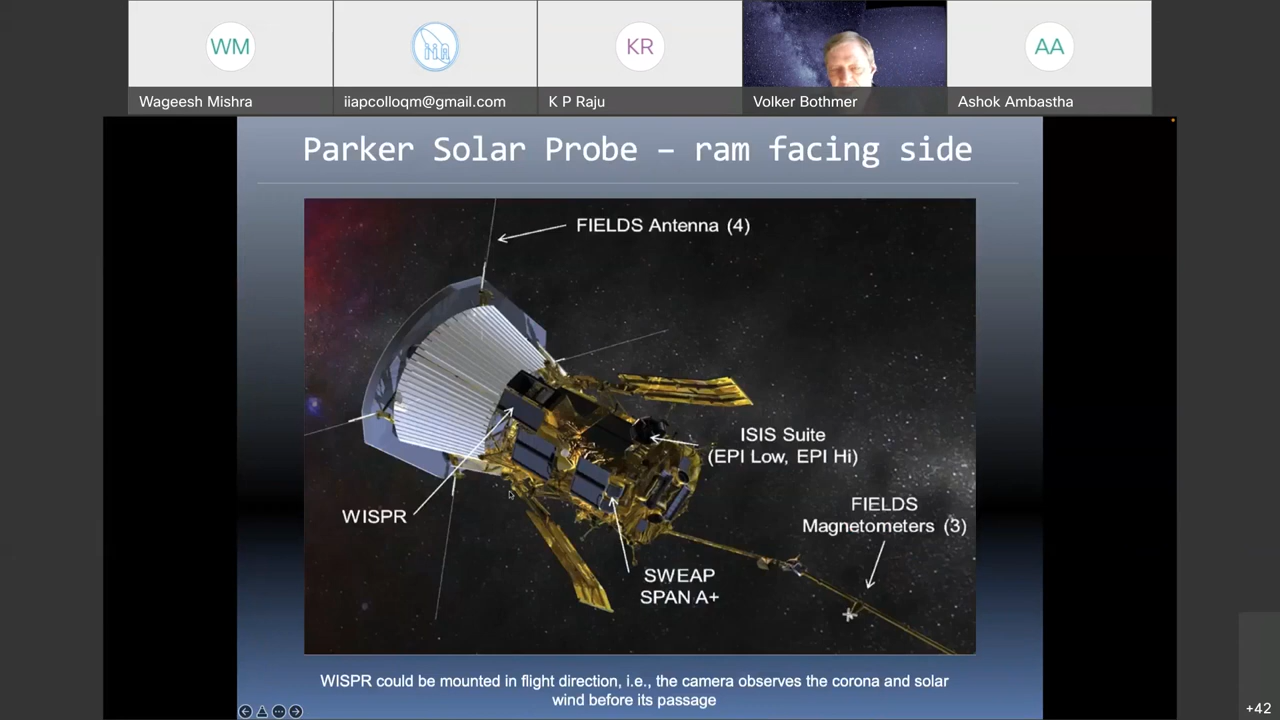 WM
KR
AA
Wageesh Mishra
iiapcolloqm@gmail.com
K P Raju
Volker Bothmer
Ashok Ambastha
Parker Solar Probe – ram facing side
FIELDS Antenna (4)
ISIS Suite
(EPI Low, EPI Hi)
WISPR
FIELDS
Magnetometers (3)
SWEAP
SPAN A+
WISPR could be mounted in flight direction, i.e., the camera observes the corona and solar
wind before its passage
+42